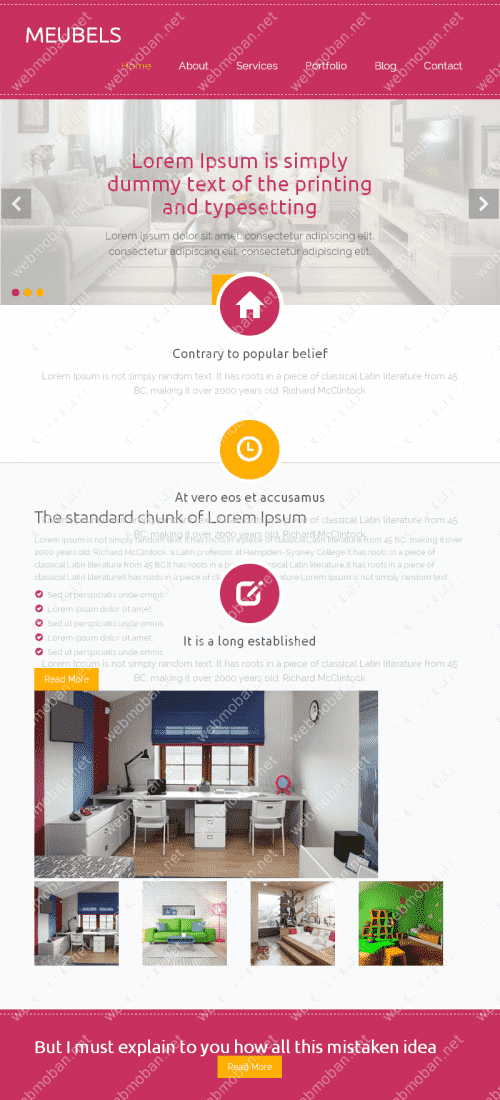 MEUBELS
Home About Services Portfolio Blog Contact
Lorem Ipsum is simply
dummy text of the printing
and typesetting
Lorem ipsum dolor sit amet, consectetur adipiscing elit.
consectetur adipiscing elit. consectetur adipiscing elit.
Contrary to popular belief
Lorem Ipsum is not simply random text. It has roots in a piece of classical Latin literature from 45
BC, making it over 2000 years old. Richard McClintock
At vero eos et accusamus
The standard chunk of Lorem Ipsum
Lorem Ipsum is not simply random text. It has roots in a piece of classical Latin literature from 45
BC, making it over 2000 years old. Richard McClintock
Lorem Ipsum is not simply random text. It has roots in a piece of classical Latin literature from 45 BC, making it over
2000 years old. Richard McClintock, a Latin professor at Hampden-Sydney College.It has roots in a piece of
classical Latin literature from 45 BC.It has roots in a piece of classical Latin literature.It has roots in a piece of
classical Latin literatureIt has roots in a piece of literature Lorem Ipsum is not simply random text
Sed ut perspiciatis unde omnis
Lorem ipsum dolor sit amet,
Sed ut perspiciatis unde omnis
Lorem ipsum dolor sit amet,
Sed ut perspiciatis unde omnis
It is a long established
Lorem Ipsum is not simply random text. It has roots in a piece of classical Latin literature from 45
BC, making it over 2000 years old. Richard McClintock
Read More
But I must explain to you how all this mistaken idea
Read More
webmoban.net